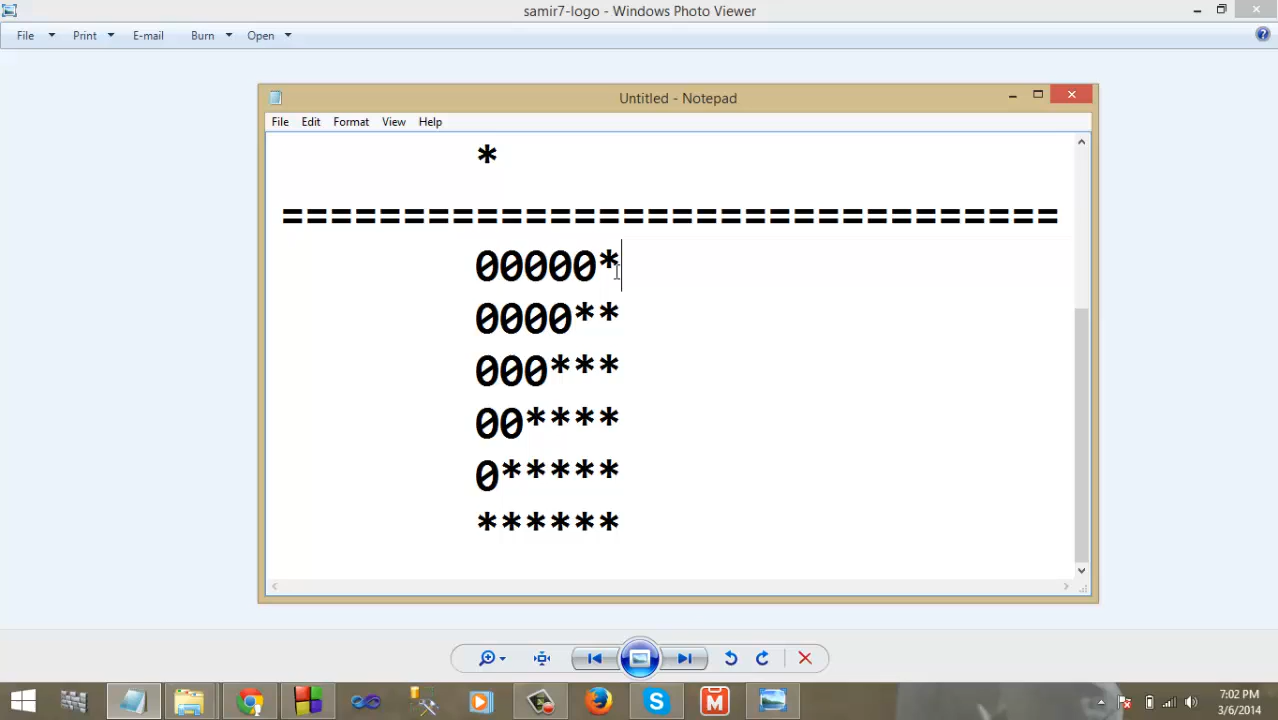 samir7-logo - Windows Photo Viewer
File Print E-mail Burn Open
Untitled - Notepad
File Edit Format View Help
*
================================
00000*
0000**
000***
00****
0*****
******
7:02 PM
3/6/2014